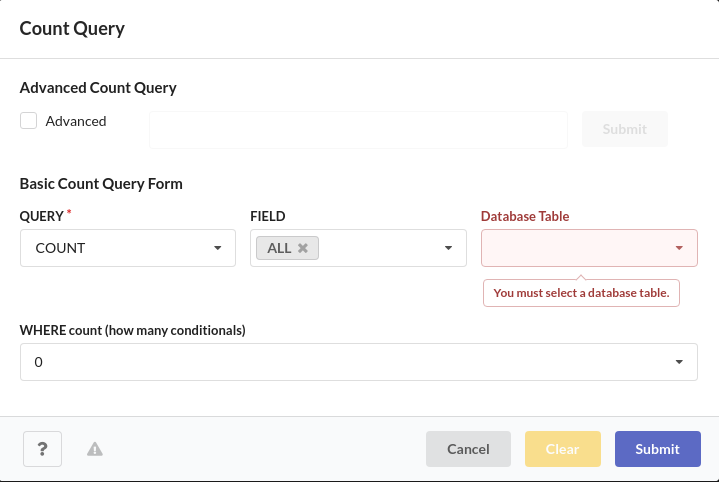 Count Query
Advanced Count Query
Advanced
Submit
Basic Count Query Form
QUERY * FIELD Database Table
COUNT ALL
You must select a database table.
WHERE count (how many conditionals)
0
? Cancel Clear Submit